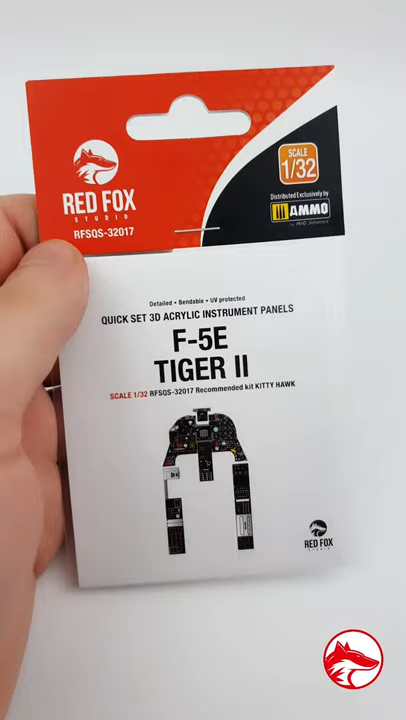 SCALE
1/32
RED FOX
STUDIO
RFSQS-32017
Distributed Exclusively by
AMMO
by MIG Jimenez
Detailed • Bendable • UV protected
QUICK SET 3D ACRYLIC INSTRUMENT PANELS
F-5E
TIGER II
SCALE 1/32 RFSQS-32017 Recommended kit KITTY HAWK
RED FOX
STUDIO